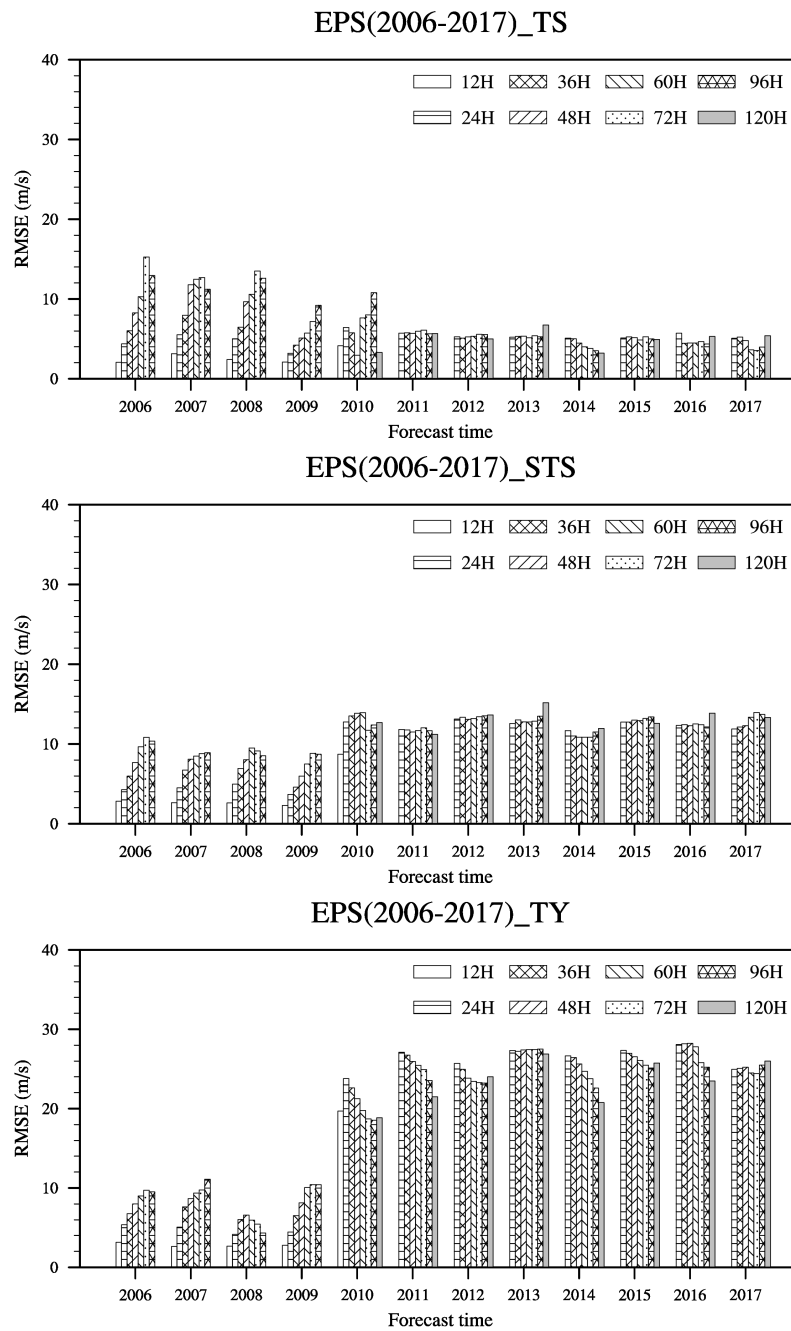 EPS(2006-2017)_TS
40
30
20
10
0
RMSE (m/s)
12H 36H 60H 96H
24H 48H 72H 120H
2006 2007 2008 2009 2010 2011 2012 2013 2014 2015 2016 2017
Forecast time
EPS(2006-2017)_STS
40
30
20
10
0
RMSE (m/s)
12H 36H 60H 96H
24H 48H 72H 120H
2006 2007 2008 2009 2010 2011 2012 2013 2014 2015 2016 2017
Forecast time
EPS(2006-2017)_TY
40
30
20
10
0
RMSE (m/s)
12H 36H 60H 96H
24H 48H 72H 120H
2006 2007 2008 2009 2010 2011 2012 2013 2014 2015 2016 2017
Forecast time